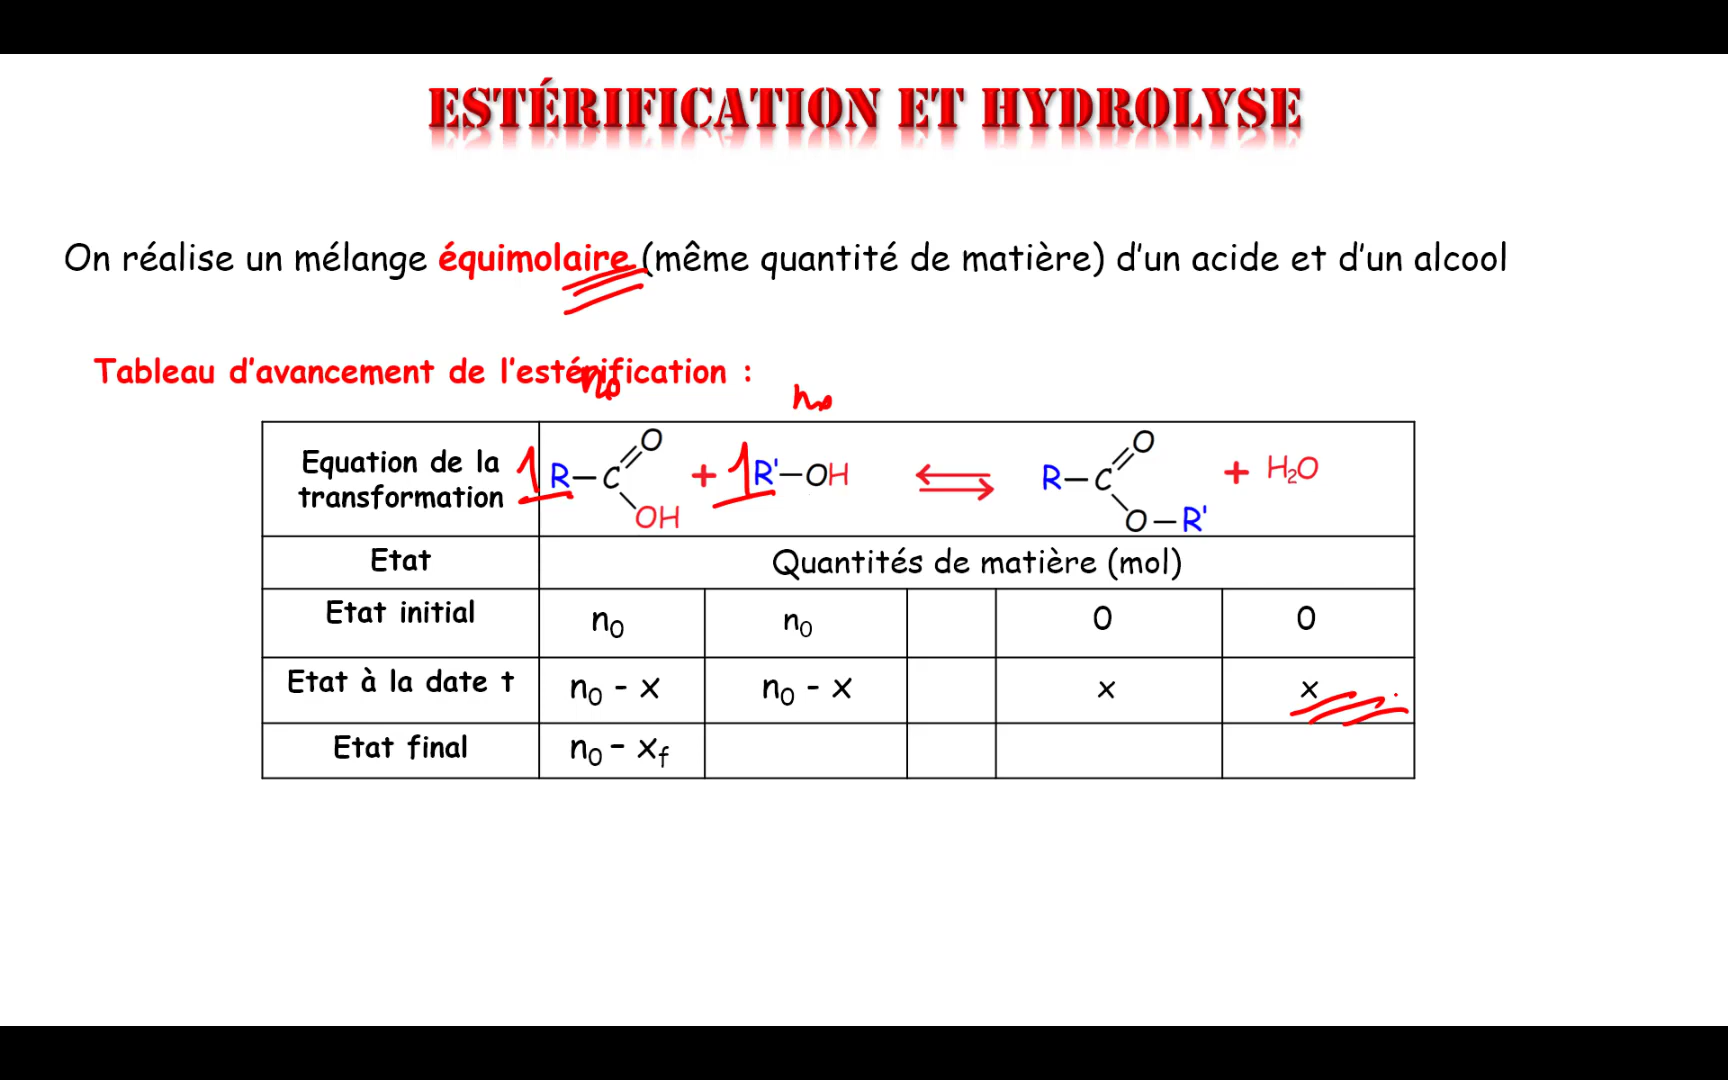 ESTÉRIFICATION ET HYDROLYSE
On réalise un mélange équimolaire (même quantité de matière) d'un acide et d'un alcool
Tableau d'avancement de l'estérification :
n0 n0
Equation de la transformation
1 R–C O OH + 1 R'–OH ⇌ R–C O O–R' + H₂O
Etat Quantités de matière (mol)
Etat initial n₀ n₀ 0 0
Etat à la date t n₀ - x n₀ - x x x
Etat final n₀ - xf